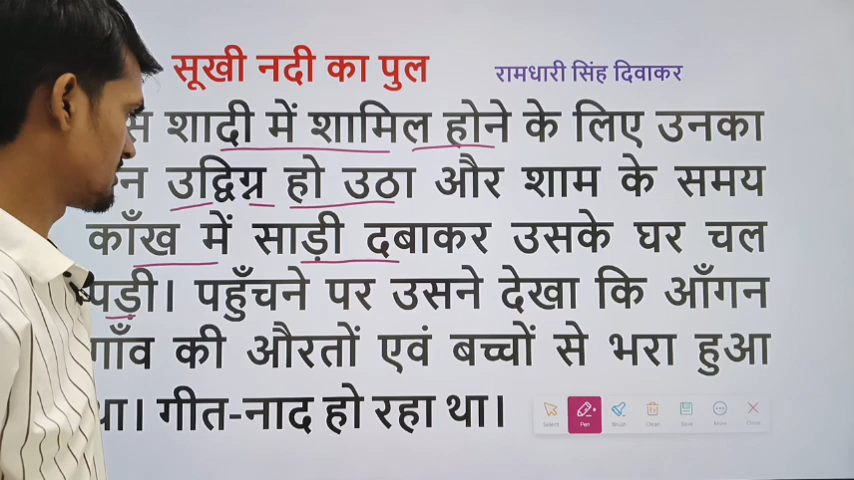 सूखी नदी का पुल
रामधारी सिंह दिवाकर
शादी में शामिल होने के लिए उनका
उद्विग्न हो उठा और शाम के समय
काँख में साड़ी दबाकर उसके घर चल
पड़ी। पहुँचने पर उसने देखा कि आँगन
गाँव की औरतों एवं बच्चों से भरा हुआ
था। गीत-नाद हो रहा था।
Select Pen Brush Clean Save More Close